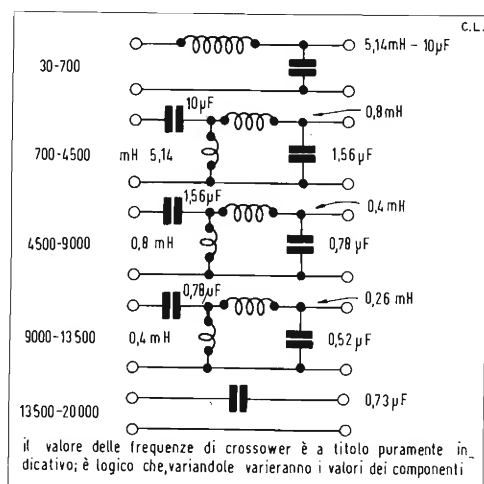 C.L.
30-700
5,14mH - 10µF
10µF
0,8 mH
700-4500
mH 5,14
1,56µF
1,56µF
0,4 mH
4500-9000
0,8 mH
0,78 µF
0,78µF
0,26 mH
9000-13500
0,4 mH
0,52 µF
13500-20000
0,73µF
il valore delle frequenze di crossower è a titolo puramente in_
dicativo; è logico che,variandole varieranno i valori dei componenti